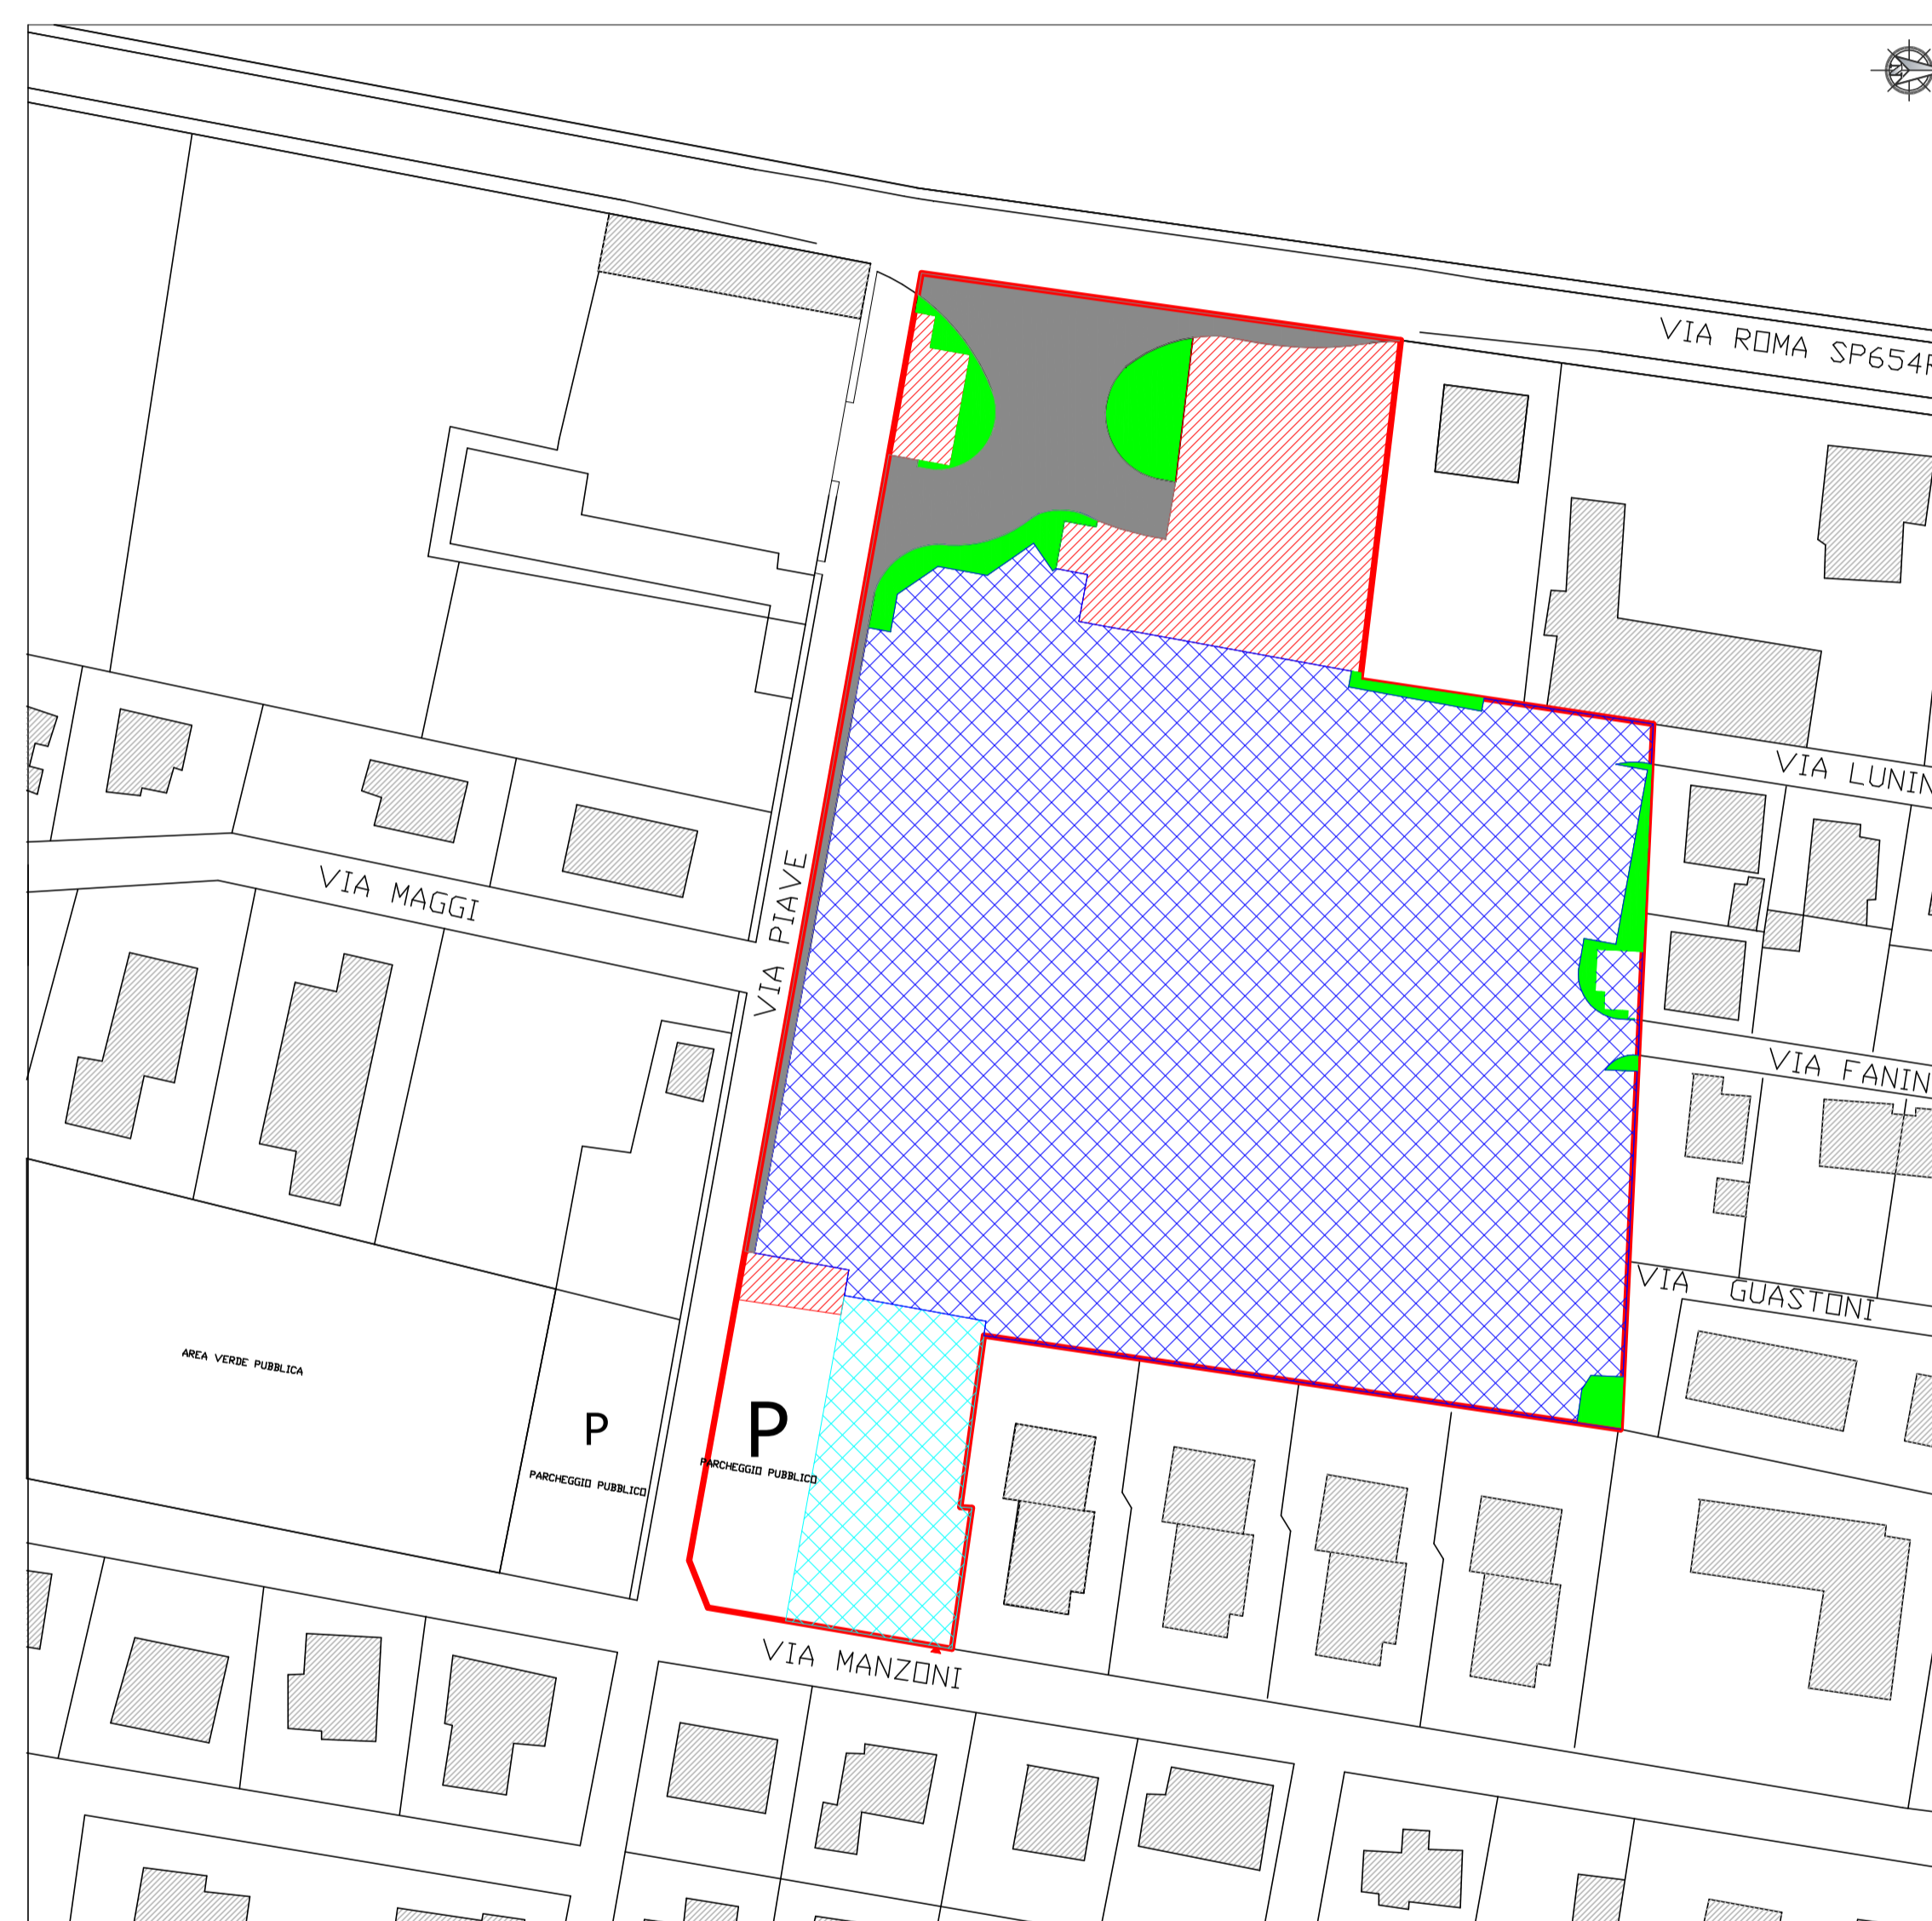 N
VIA ROMA SP654R
VIA LUNIN
VIA MAGGI
VIA PIAVE
VIA FANIN
VIA GUASTONI
AREA VERDE PUBBLICA
P
PARCHEGGIO PUBBLICO
P
PARCHEGGIO PUBBLICO
VIA MANZONI